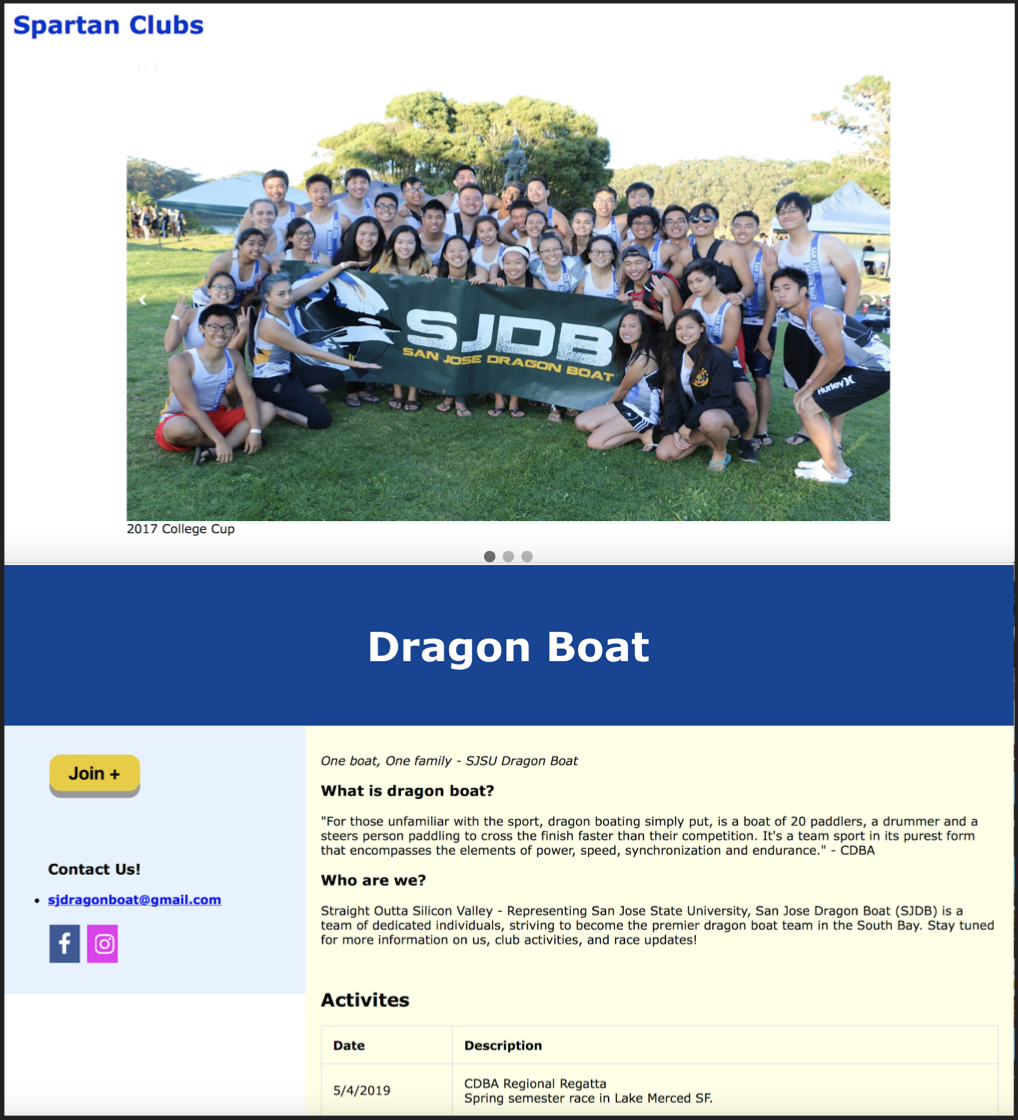 Spartan Clubs
1 / 3
SJDB
SAN JOSE DRAGON BOAT
Hurley
2017 College Cup
Dragon Boat
Join +
One boat, One family - SJSU Dragon Boat
What is dragon boat?
"For those unfamiliar with the sport, dragon boating simply put, is a boat of 20 paddlers, a drummer and a
steers person paddling to cross the finish faster than their competition. It's a team sport in its purest form
that encompasses the elements of power, speed, synchronization and endurance." - CDBA
Contact Us!
sjdragonboat@gmail.com
Who are we?
Straight Outta Silicon Valley - Representing San Jose State University, San Jose Dragon Boat (SJDB) is a
team of dedicated individuals, striving to become the premier dragon boat team in the South Bay. Stay tuned
for more information on us, club activities, and race updates!
Activites
Date Description
5/4/2019 CDBA Regional Regatta
Spring semester race in Lake Merced SF.